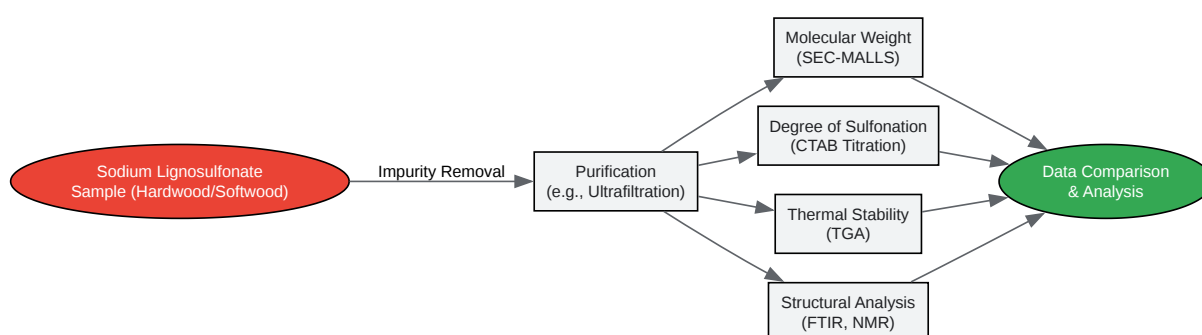 Sodium Lignosulfonate
Sample (Hardwood/Softwood)
Impurity Removal
Purification
(e.g., Ultrafiltration)
Molecular Weight
(SEC-MALLS)
Degree of Sulfonation
(CTAB Titration)
Thermal Stability
(TGA)
Structural Analysis
(FTIR, NMR)
Data Comparison
& Analysis